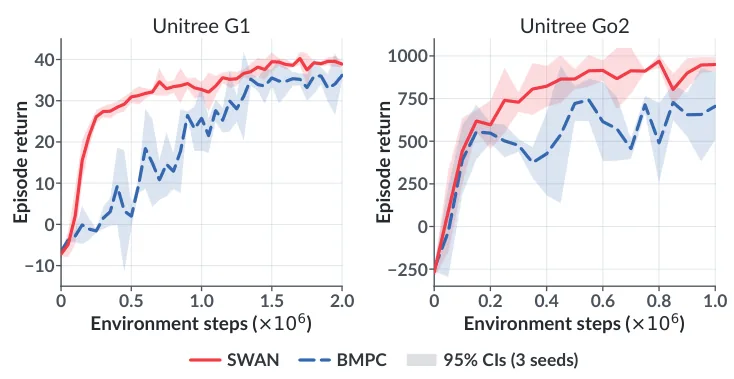 Unitree G1
Episode return
40
30
20
10
0
−10
0 0.5 1.0 1.5 2.0
Environment steps (×10⁶)
Unitree Go2
Episode return
1000
750
500
250
0
−250
0 0.2 0.4 0.6 0.8 1.0
Environment steps (×10⁶)
SWAN BMPC 95% CIs (3 seeds)